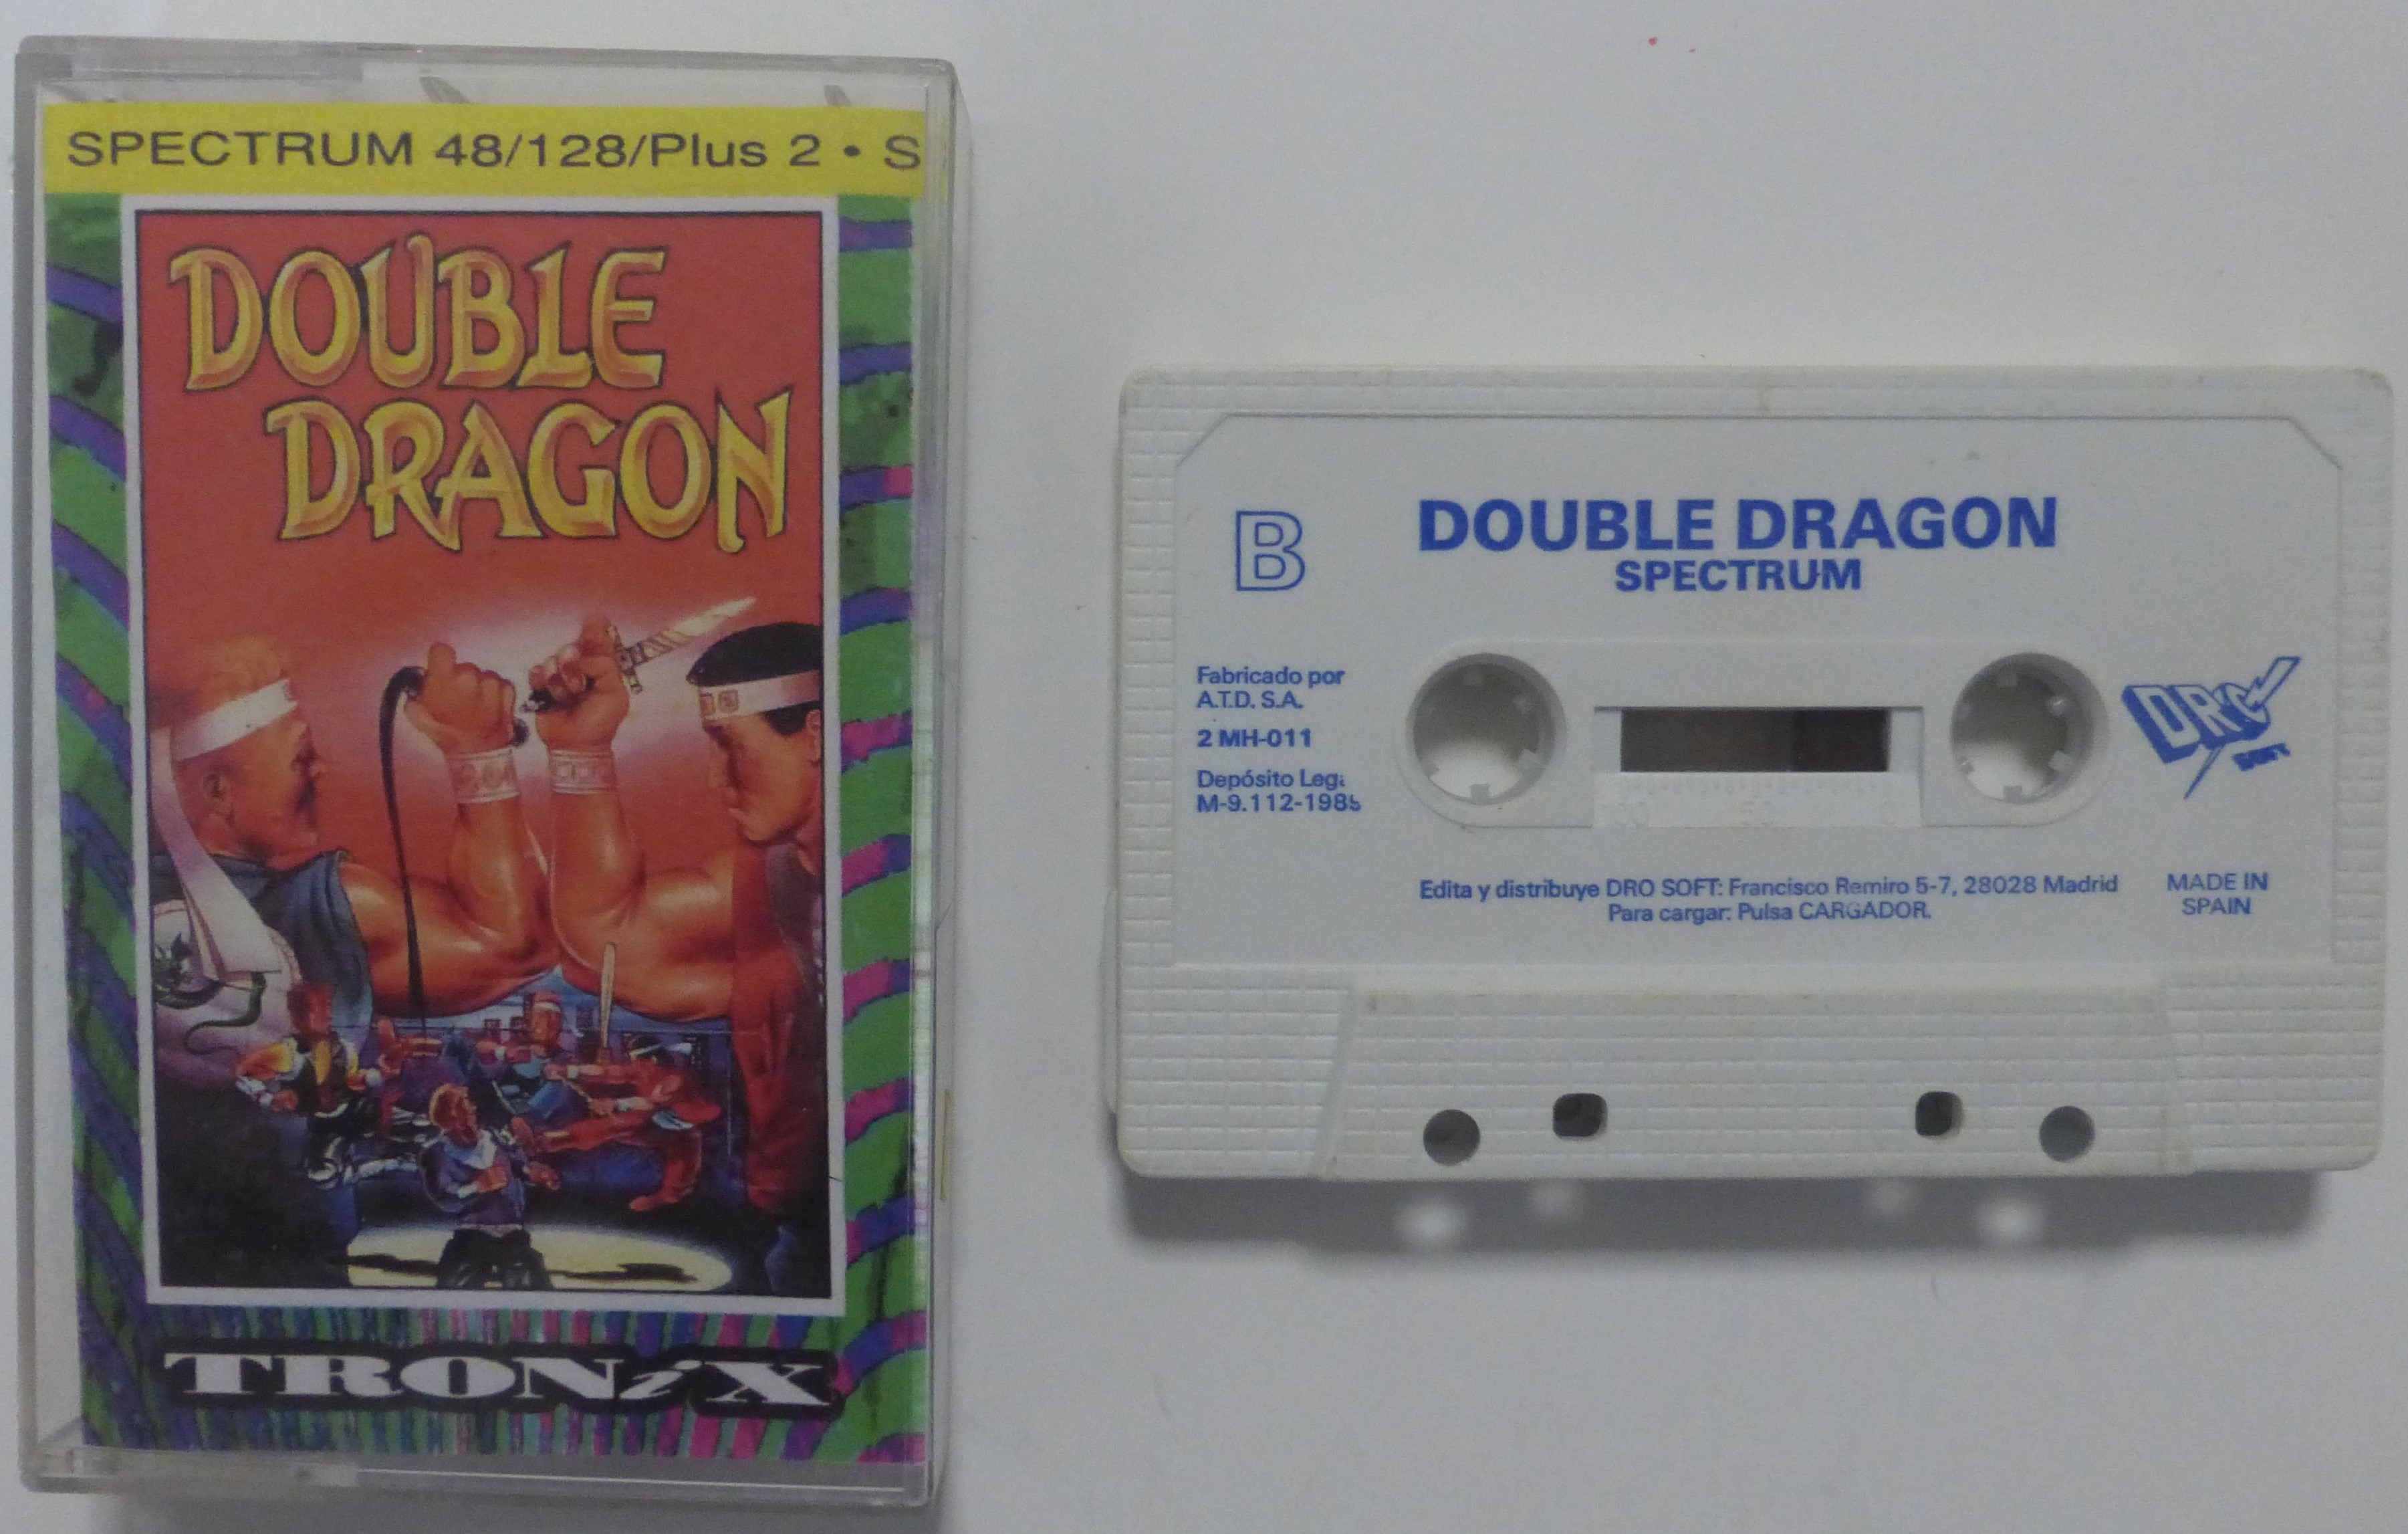 SPECTRUM 48/128/Plus 2 • S
DOUBLE
DRAGON
TRONiX
B
DOUBLE DRAGON
SPECTRUM
Fabricado por
A.T.D. S.A.
2 MH-011
Depósito Leg
M-9.112-198
DRO
SOFT
Edita y distribuye DRO SOFT: Francisco Remiro 5-7, 28028 Madrid
Para cargar: Pulsa CARGADOR.
MADE IN
SPAIN